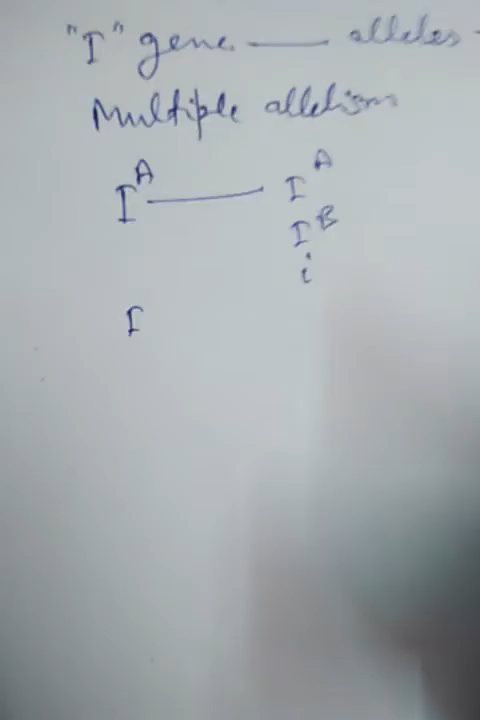 "I" gene — alleles
Multiple allelism
I^A — I^A
I^B
i
I